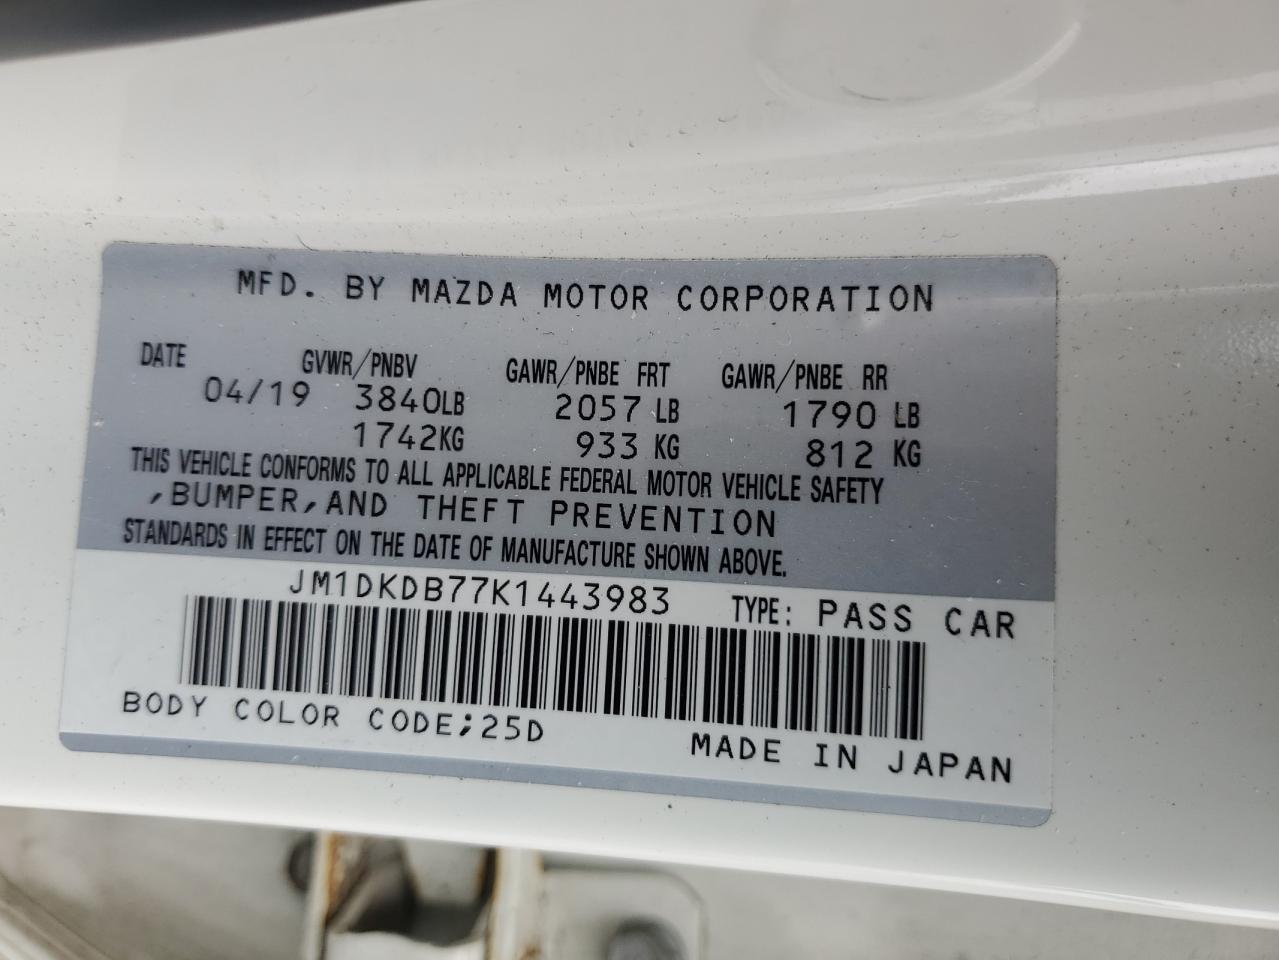 MFD. BY MAZDA MOTOR CORPORATION
DATE GVWR/PNBV GAWR/PNBE FRT GAWR/PNBE RR
04/19 3840LB 2057 LB 1790 LB
1742KG 933 KG 812 KG
THIS VEHICLE CONFORMS TO ALL APPLICABLE FEDERAL MOTOR VEHICLE SAFETY
,BUMPER,AND THEFT PREVENTION
STANDARDS IN EFFECT ON THE DATE OF MANUFACTURE SHOWN ABOVE.
JM1DKDB77K1443983 TYPE: PASS CAR
BODY COLOR CODE;25D MADE IN JAPAN